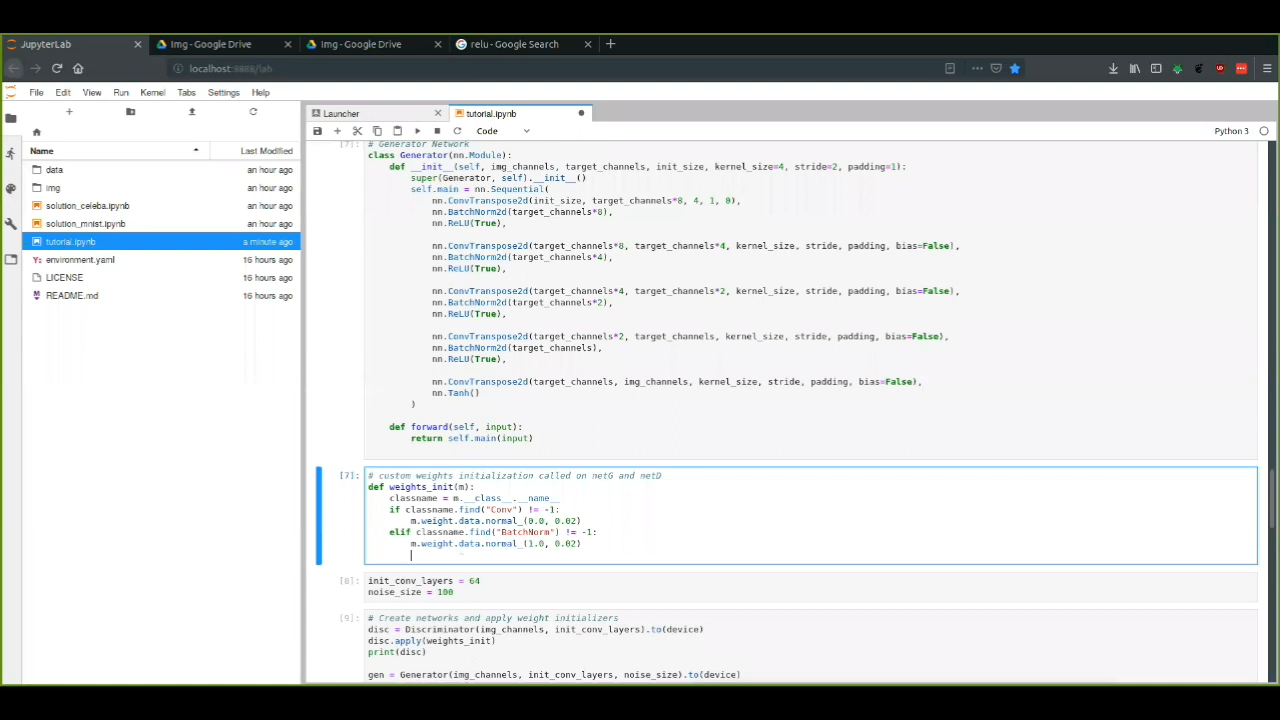 JupyterLab
Img - Google Drive
Img - Google Drive
relu - Google Search
localhost:8888/lab
File Edit View Run Kernel Tabs Settings Help
Launcher
tutorial.ipynb
Code
Python 3
Name
Last Modified
data an hour ago
img an hour ago
solution_celeba.ipynb an hour ago
solution_mnist.ipynb an hour ago
tutorial.ipynb a minute ago
environment.yaml 16 hours ago
LICENSE 16 hours ago
README.md 16 hours ago
[7]: # Generator Network
class Generator(nn.Module):
def __init__(self, img_channels, target_channels, init_size, kernel_size=4, stride=2, padding=1):
super(Generator, self).__init__()
self.main = nn.Sequential(
nn.ConvTranspose2d(init_size, target_channels*8, 4, 1, 0),
nn.BatchNorm2d(target_channels*8),
nn.ReLU(True),
nn.ConvTranspose2d(target_channels*8, target_channels*4, kernel_size, stride, padding, bias=False),
nn.BatchNorm2d(target_channels*4),
nn.ReLU(True),
nn.ConvTranspose2d(target_channels*4, target_channels*2, kernel_size, stride, padding, bias=False),
nn.BatchNorm2d(target_channels*2),
nn.ReLU(True),
nn.ConvTranspose2d(target_channels*2, target_channels, kernel_size, stride, padding, bias=False),
nn.BatchNorm2d(target_channels),
nn.ReLU(True),
nn.ConvTranspose2d(target_channels, img_channels, kernel_size, stride, padding, bias=False),
nn.Tanh()
)
def forward(self, input):
return self.main(input)
[7]: # custom weights initialization called on netG and netD
def weights_init(m):
classname = m.__class__.__name__
if classname.find("Conv") != -1:
m.weight.data.normal_(0.0, 0.02)
elif classname.find("BatchNorm") != -1:
m.weight.data.normal_(1.0, 0.02)
[8]: init_conv_layers = 64
noise_size = 100
[9]: # Create networks and apply weight initializers
disc = Discriminator(img_channels, init_conv_layers).to(device)
disc.apply(weights_init)
print(disc)
gen = Generator(img_channels, init_conv_layers, noise_size).to(device)